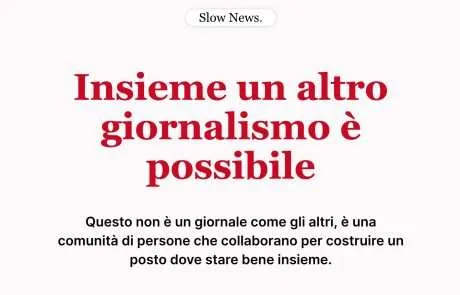 Slow News.
Insieme un altro
giornalismo è
possibile
Questo non è un giornale come gli altri, è una
comunità di persone che collaborano per costruire un
posto dove stare bene insieme.